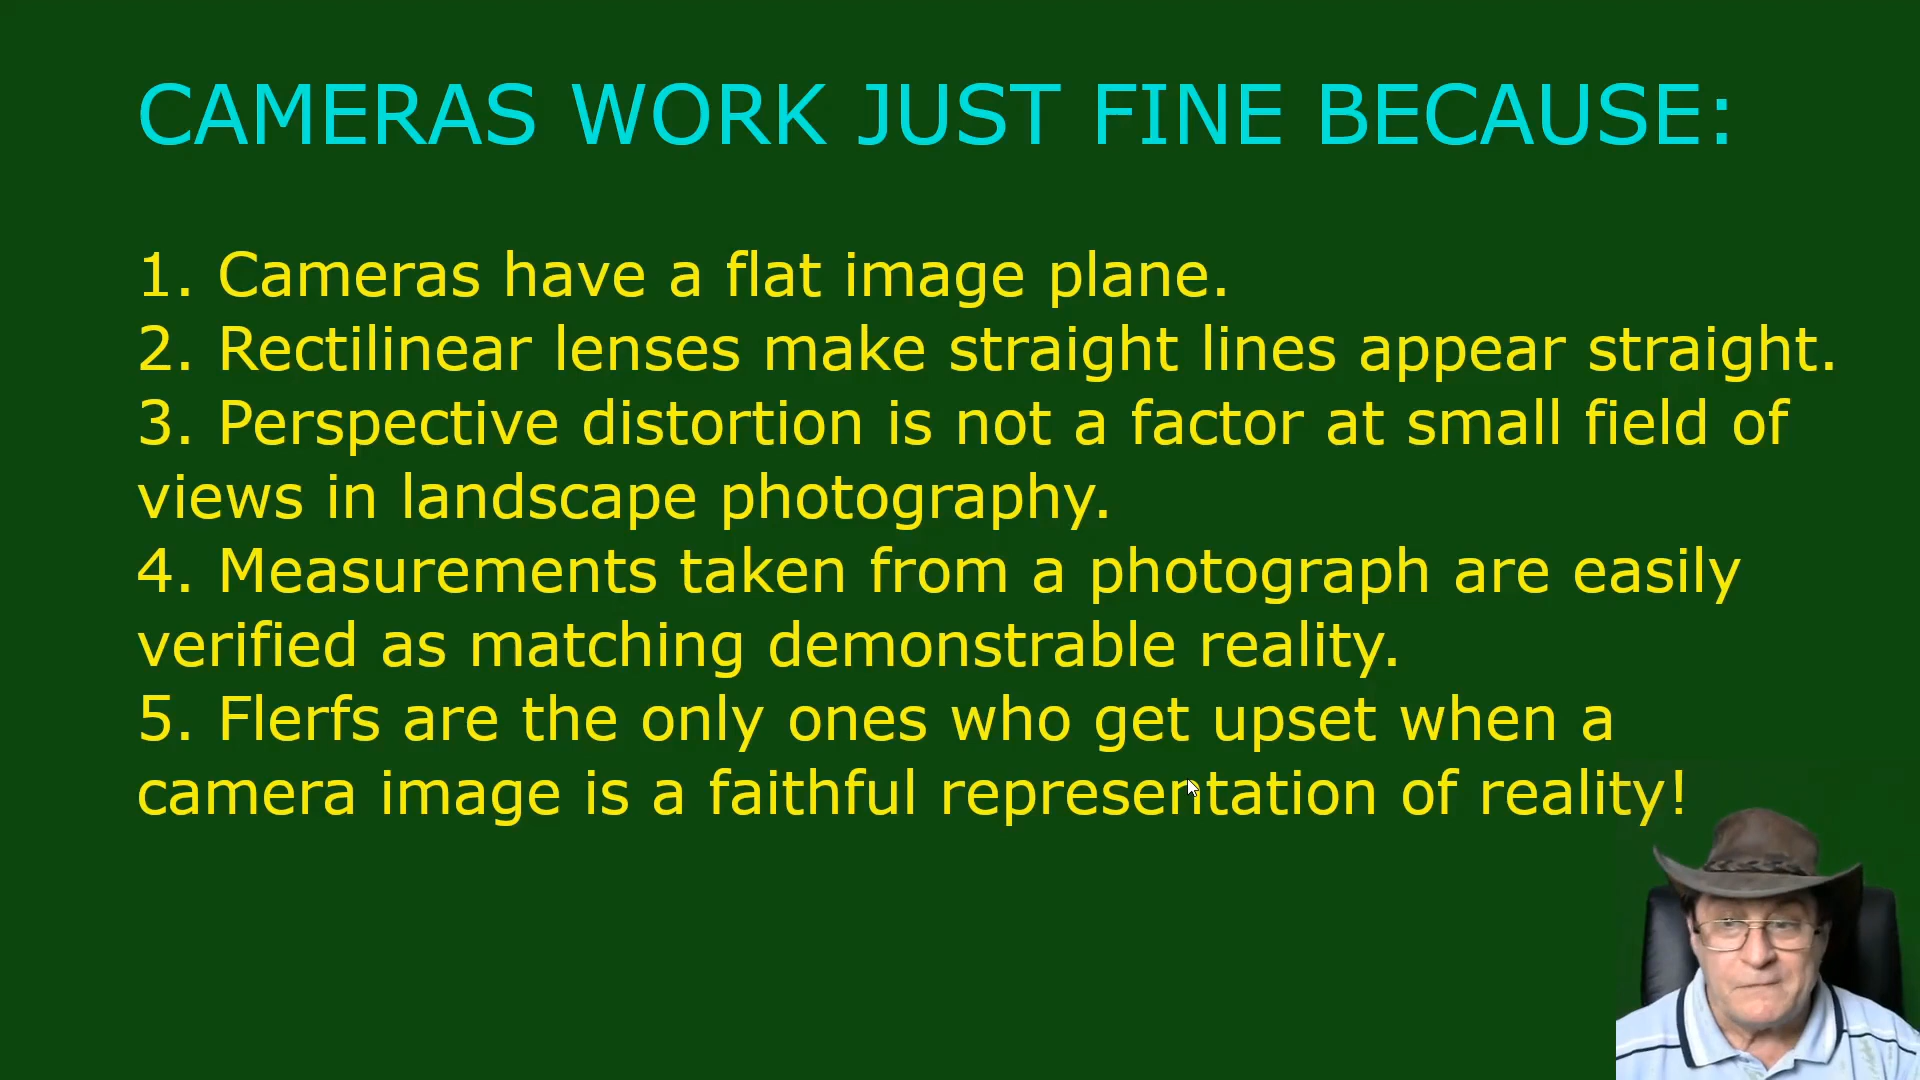 CAMERAS WORK JUST FINE BECAUSE:
1. Cameras have a flat image plane.
2. Rectilinear lenses make straight lines appear straight.
3. Perspective distortion is not a factor at small field of
views in landscape photography.
4. Measurements taken from a photograph are easily
verified as matching demonstrable reality.
5. Flerfs are the only ones who get upset when a
camera image is a faithful representation of reality!